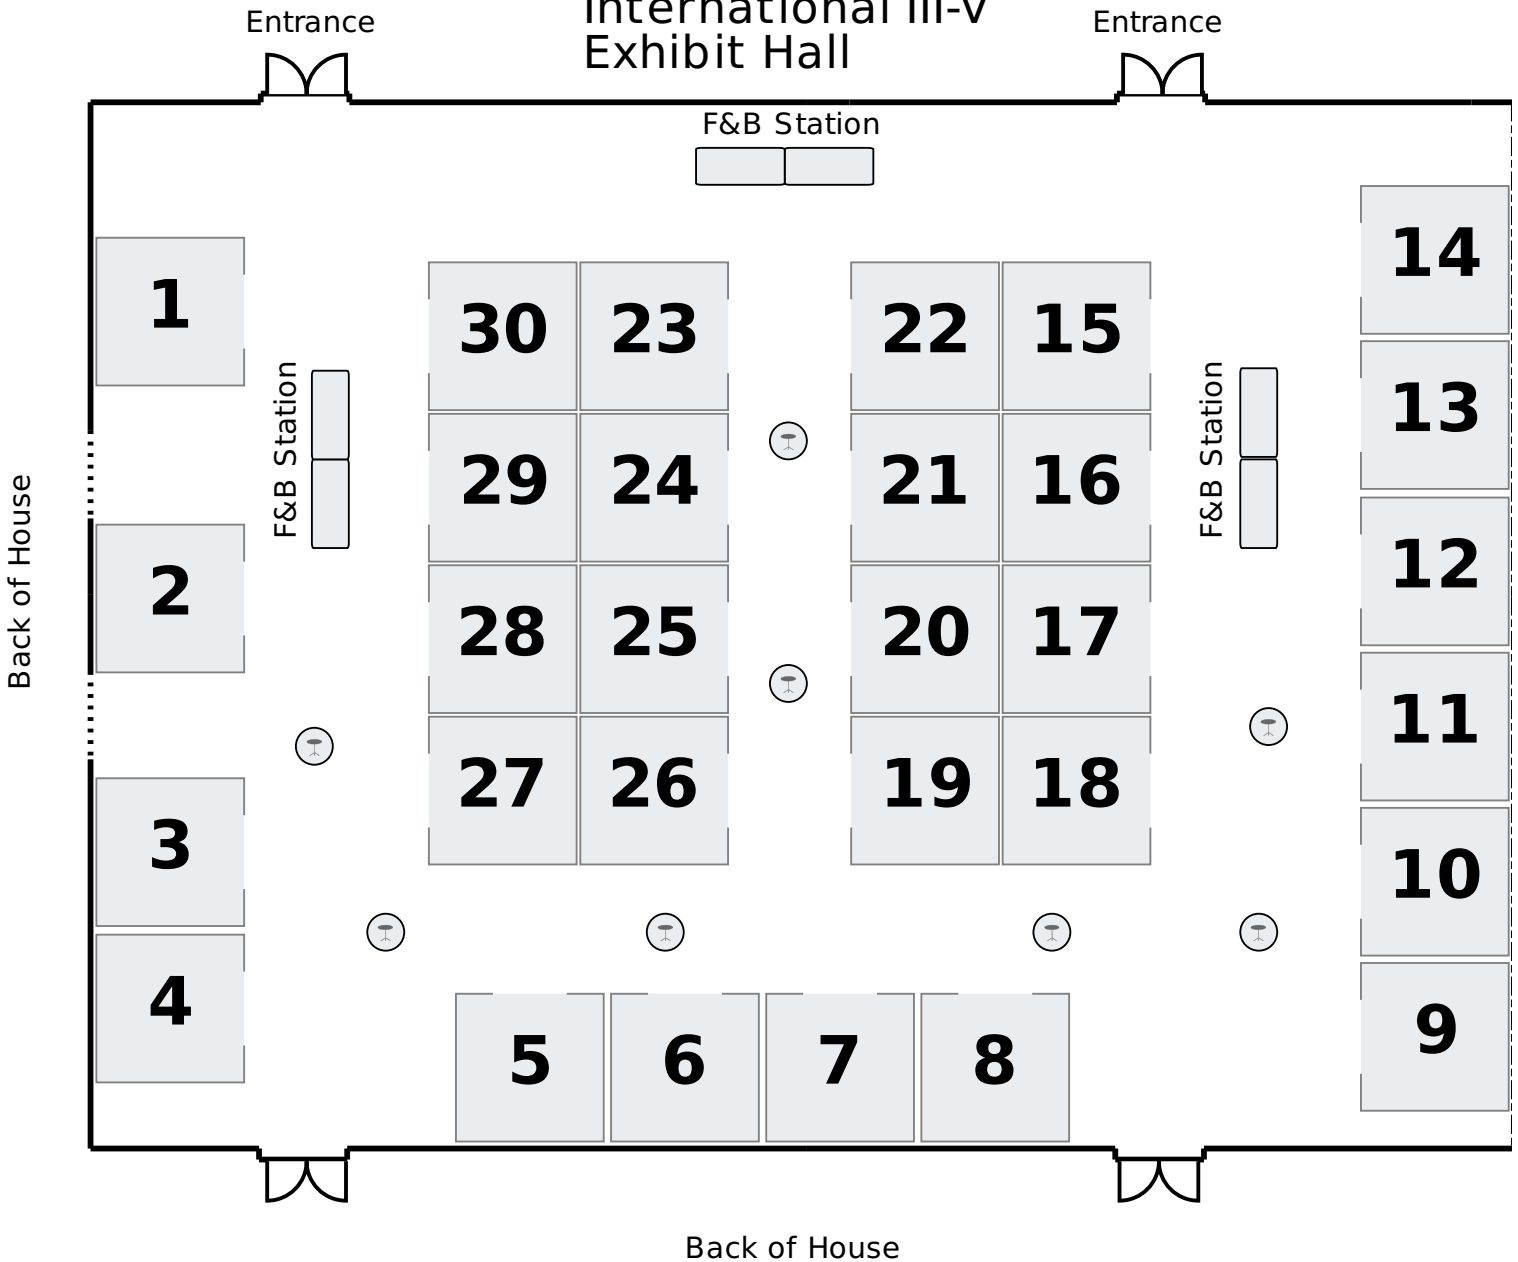 International III-V
Exhibit Hall
Entrance
Entrance
F&B Station
14
1
30 23
22 15
13
F&B Station
F&B Station
29 24
21 16
Back of House
12
2
28 25
20 17
11
27 26
19 18
3
10
4
9
5 6 7 8
Back of House